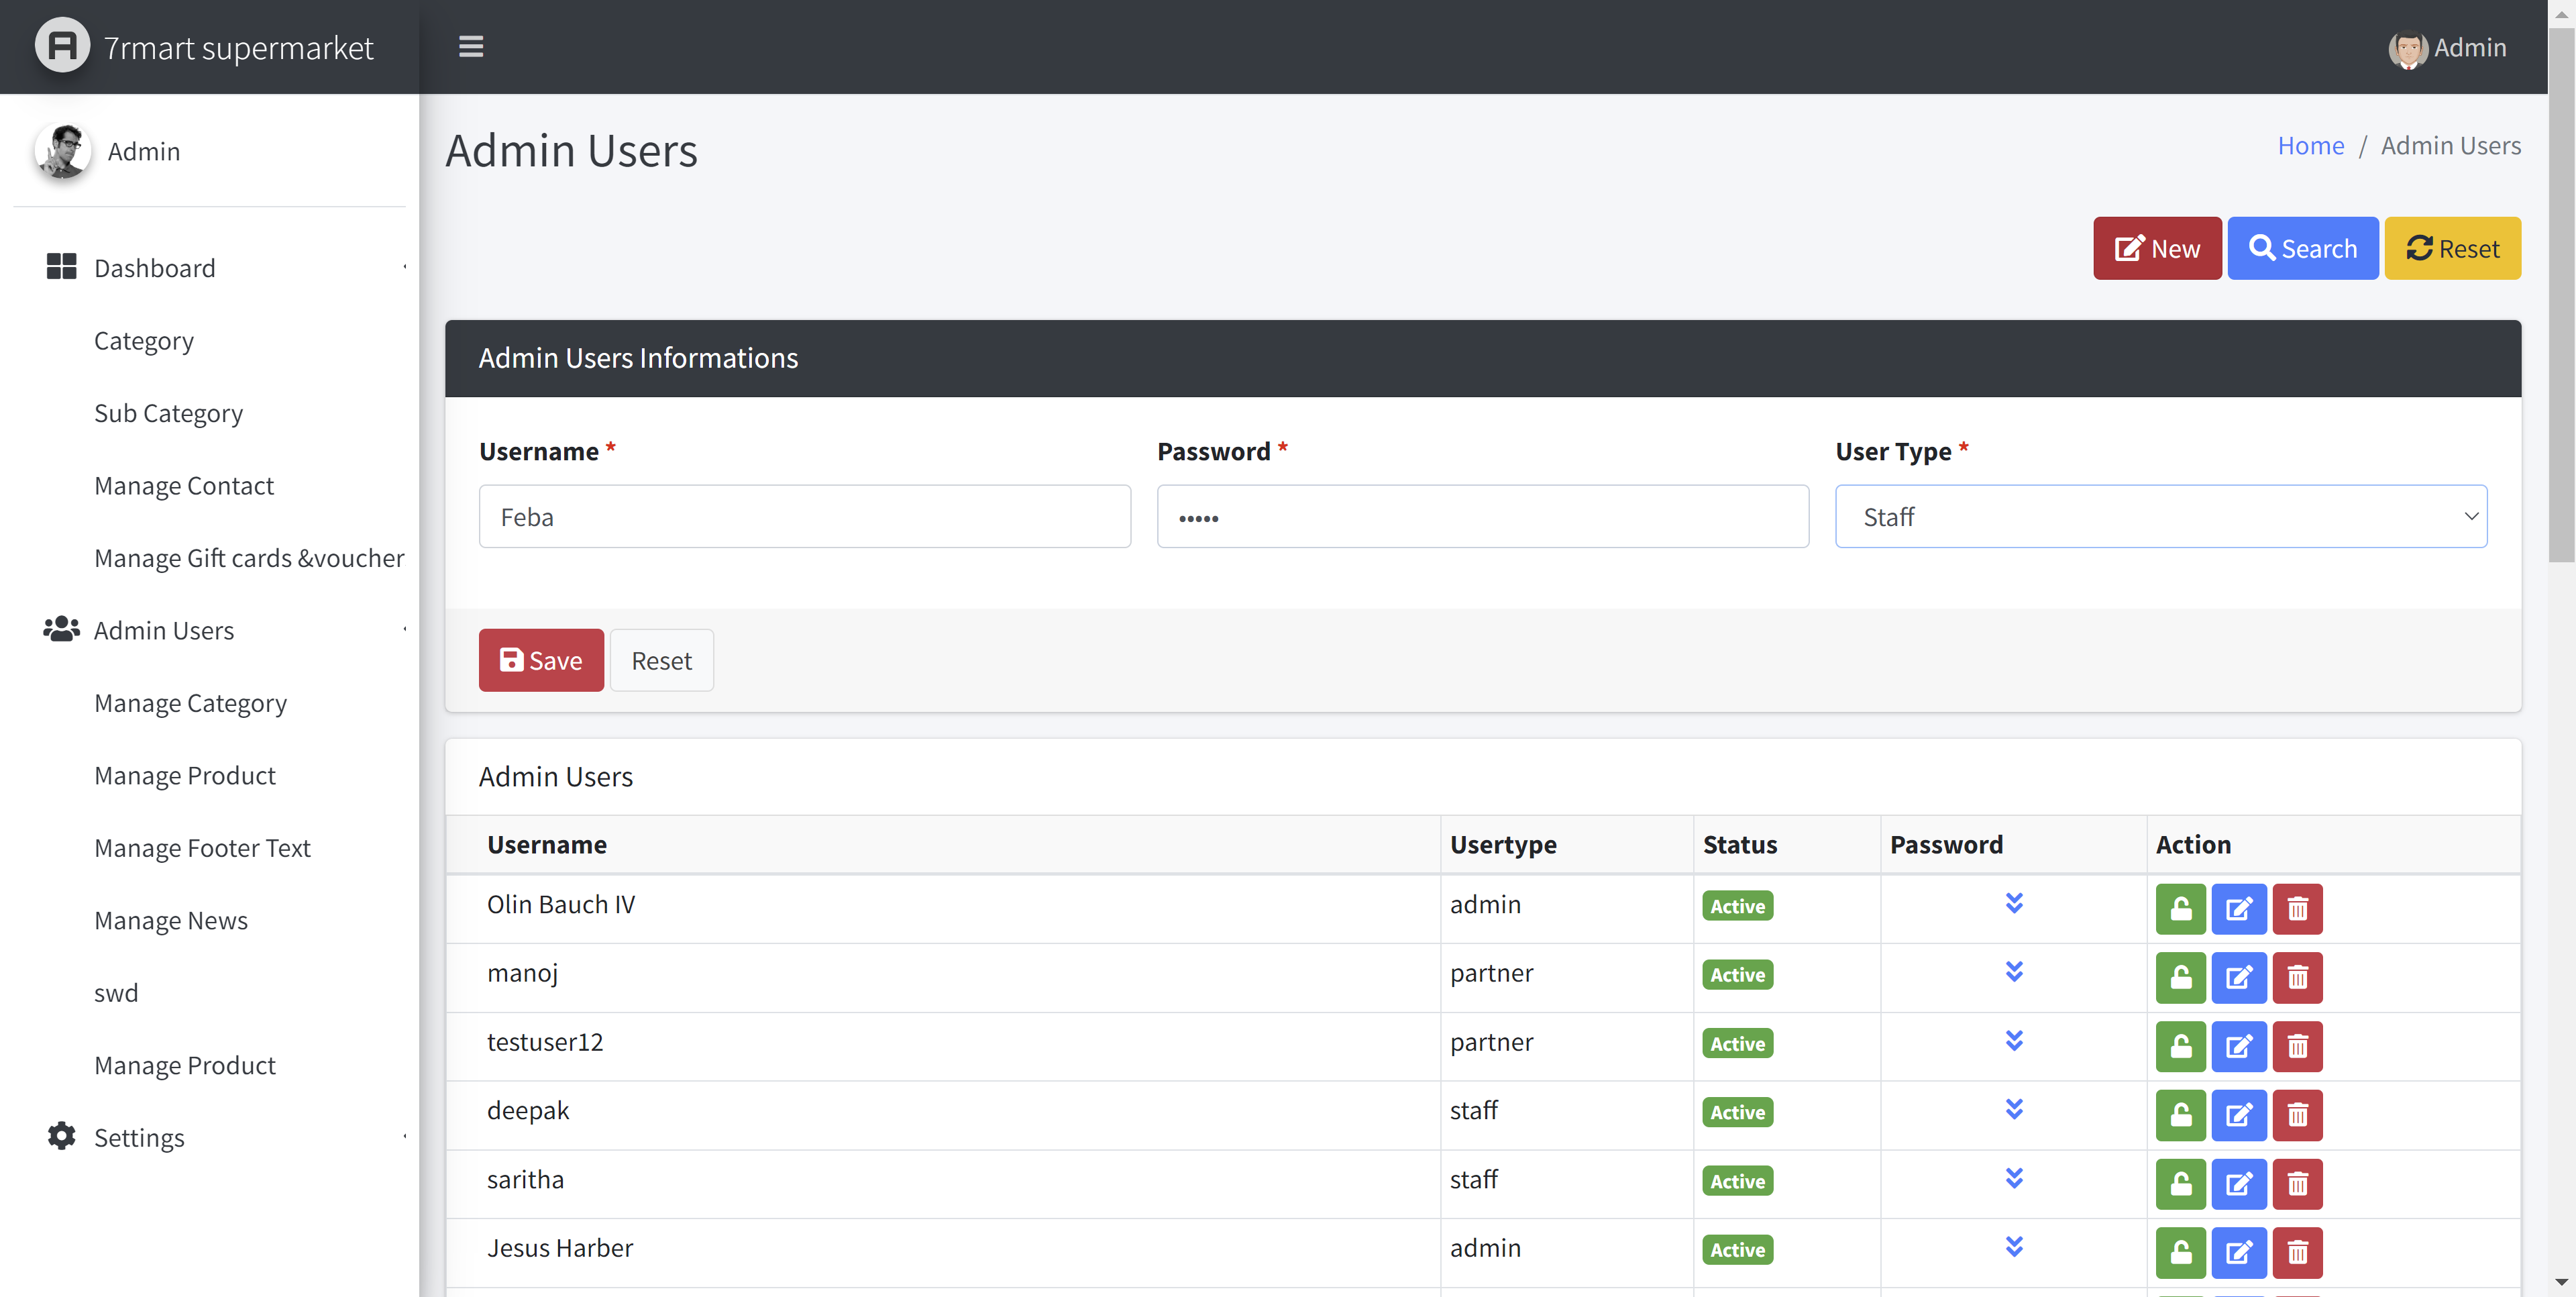 7rmart supermarket
Admin
Admin
Dashboard
Category
Sub Category
Manage Contact
Manage Gift cards &voucher
Admin Users
Manage Category
Manage Product
Manage Footer Text
Manage News
swd
Manage Product
Settings
Admin Users
Home / Admin Users
New Search Reset
Admin Users Informations
Username * Password * User Type *
Feba ••••• Staff
Save Reset
Admin Users
Username Usertype Status Password Action
Olin Bauch IV admin Active
manoj partner Active
testuser12 partner Active
deepak staff Active
saritha staff Active
Jesus Harber admin Active